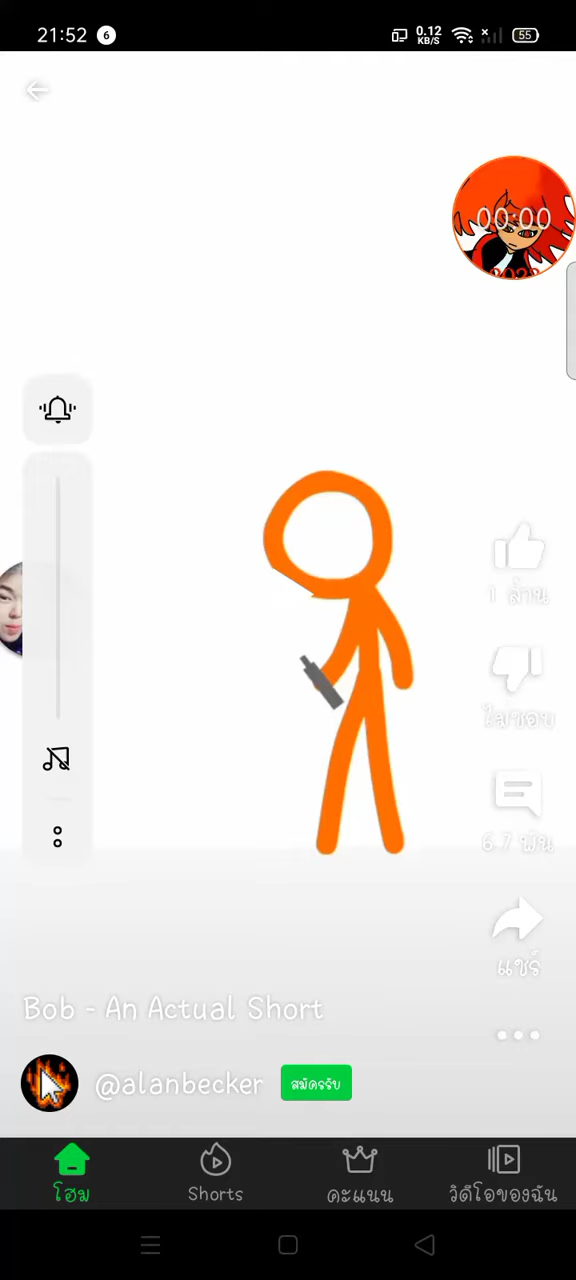 21:52 6 0.12 KB/S 55
00:00
2023
1 ล้าน
ไม่ชอบ
6.7 พัน
แชร์
Bob - An Actual Short
@alanbecker สมัครรับ
โฮม Shorts คะแนน วิดีโอของฉัน